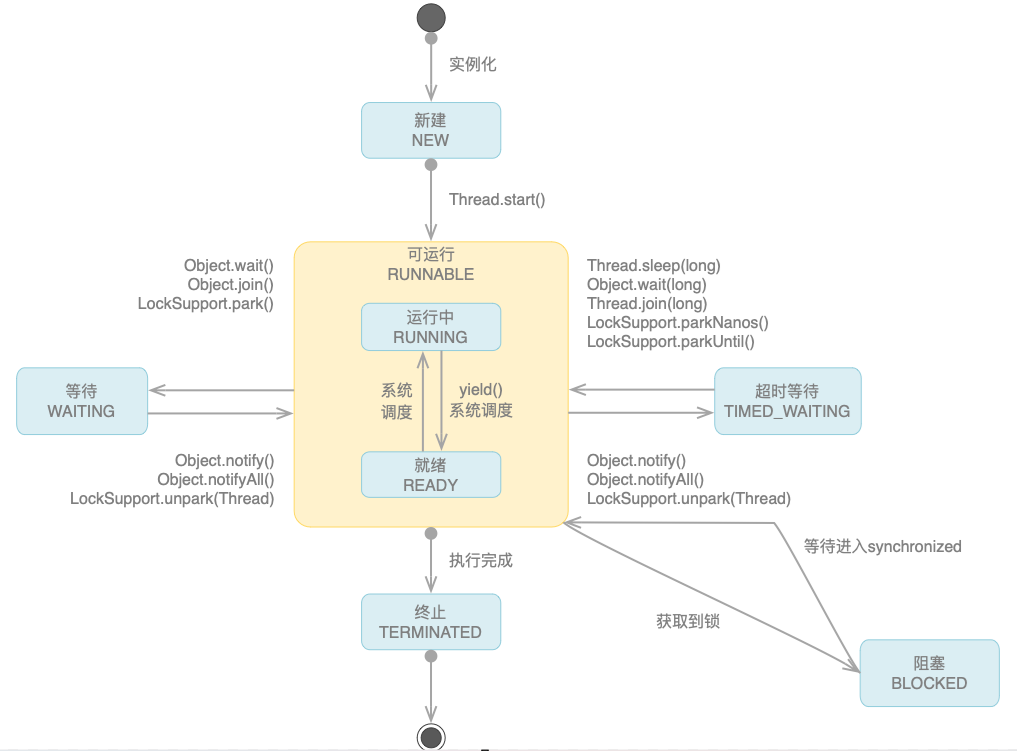 实例化
新建
NEW
Thread.start()
可运行
RUNNABLE
Object.wait()
Object.join()
LockSupport.park()
Thread.sleep(long)
Object.wait(long)
Thread.join(long)
LockSupport.parkNanos()
LockSupport.parkUntil()
运行中
RUNNING
等待
WAITING
系统
调度
yield()
系统调度
超时等待
TIMED_WAITING
就绪
READY
Object.notify()
Object.notifyAll()
LockSupport.unpark(Thread)
Object.notify()
Object.notifyAll()
LockSupport.unpark(Thread)
执行完成
等待进入synchronized
终止
TERMINATED
获取到锁
阻塞
BLOCKED